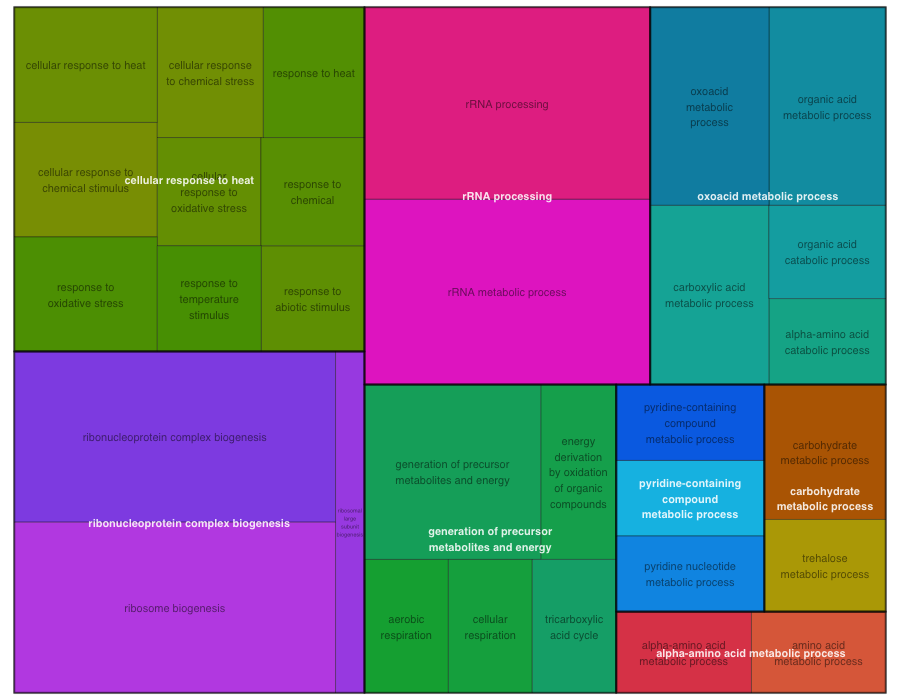 cellular response to heat
cellular response
to chemical stress
response to heat
cellular response to
chemical stimulus
cellular response to heat
cellular
response to
oxidative stress
response to
chemical
response to
oxidative stress
response to
temperature
stimulus
response to
abiotic stimulus
rRNA processing
rRNA processing
rRNA metabolic process
oxoacid
metabolic
process
organic acid
metabolic process
oxoacid metabolic process
carboxylic acid
metabolic process
organic acid
catabolic process
alpha-amino acid
catabolic process
ribonucleoprotein complex biogenesis
ribonucleoprotein complex biogenesis
ribosomal
large
subunit
biogenesis
ribosome biogenesis
generation of precursor
metabolites and energy
energy
derivation
by oxidation
of organic
compounds
generation of precursor
metabolites and energy
aerobic
respiration
cellular
respiration
tricarboxylic
acid cycle
pyridine-containing
compound
metabolic process
pyridine-containing
compound
metabolic process
pyridine nucleotide
metabolic process
carbohydrate
metabolic process
carbohydrate
metabolic process
trehalose
metabolic process
alpha-amino acid
metabolic process
alpha-amino acid metabolic process
amino acid
metabolic process